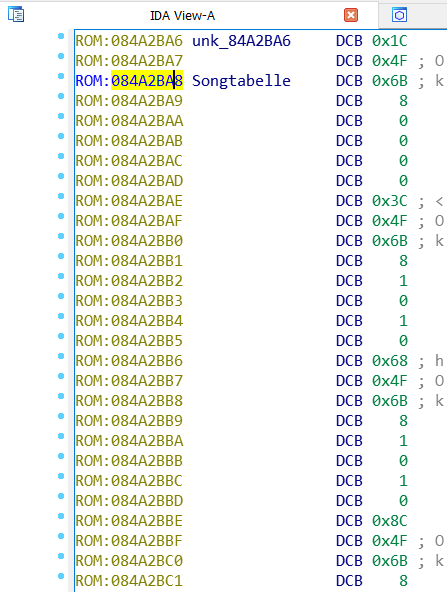 IDA View-A
ROM:084A2BA6 unk_84A2BA6 DCB 0x1C
ROM:084A2BA7 DCB 0x4F ; O
ROM:084A2BA8 Songtabelle DCB 0x6B ; k
ROM:084A2BA9 DCB 8
ROM:084A2BAA DCB 0
ROM:084A2BAB DCB 0
ROM:084A2BAC DCB 0
ROM:084A2BAD DCB 0
ROM:084A2BAE DCB 0x3C ; <
ROM:084A2BAF DCB 0x4F ; O
ROM:084A2BB0 DCB 0x6B ; k
ROM:084A2BB1 DCB 8
ROM:084A2BB2 DCB 1
ROM:084A2BB3 DCB 0
ROM:084A2BB4 DCB 1
ROM:084A2BB5 DCB 0
ROM:084A2BB6 DCB 0x68 ; h
ROM:084A2BB7 DCB 0x4F ; O
ROM:084A2BB8 DCB 0x6B ; k
ROM:084A2BB9 DCB 8
ROM:084A2BBA DCB 1
ROM:084A2BBB DCB 0
ROM:084A2BBC DCB 1
ROM:084A2BBD DCB 0
ROM:084A2BBE DCB 0x8C
ROM:084A2BBF DCB 0x4F ; O
ROM:084A2BC0 DCB 0x6B ; k
ROM:084A2BC1 DCB 8